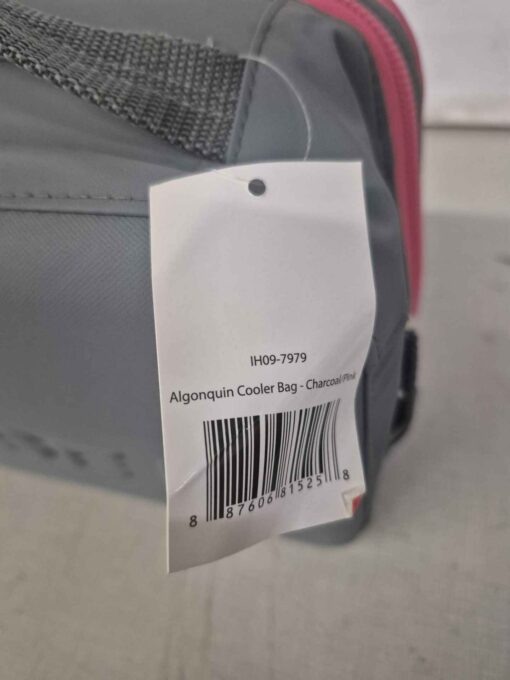 IH09-7979
Algonquin Cooler Bag - Charcoal/Pink
8 87606 81525 8